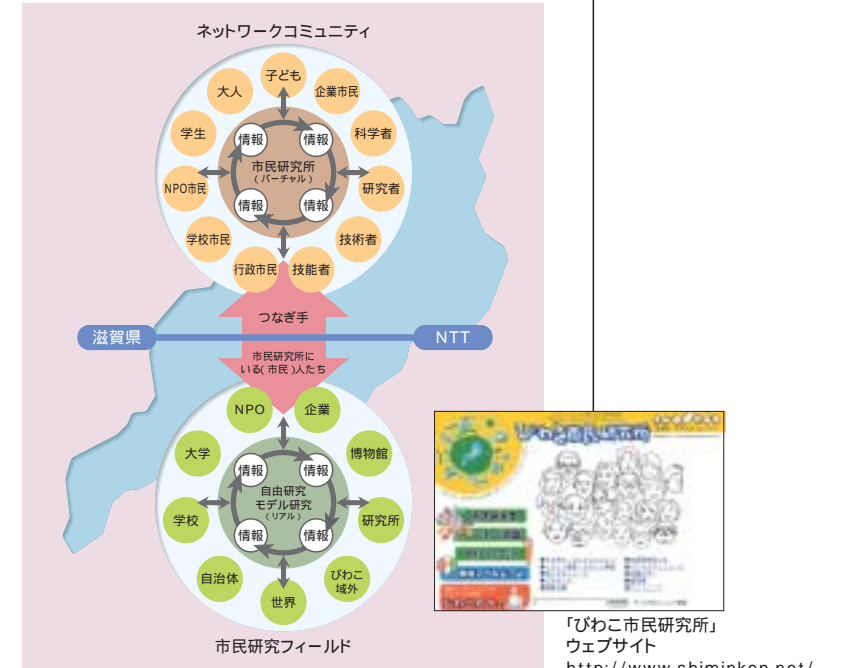 ネットワークコミュニティ
子ども
大人
企業市民
学生
科学者
情報
情報
市民研究所
(バーチャル)
NPO市民
研究者
情報
情報
学校市民
技術者
行政市民
技能者
つなぎ手
滋賀県
NTT
市民研究所に
いる(市民)人たち
NPO
企業
大学
博物館
情報
情報
自由研究
モデル研究
(リアル)
学校
研究所
情報
情報
自治体
びわこ
域外
世界
市民研究フィールド
「びわこ市民研究所」
ウェブサイト
http://www.shiminken.net/